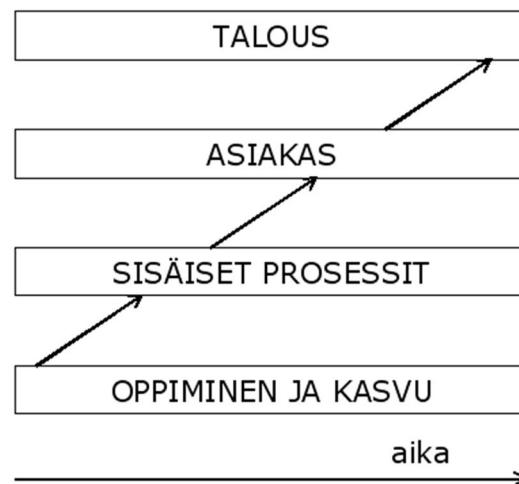 TALOUS
ASIAKAS
SISÄISET PROSESSIT
OPPIMINEN JA KASVU
aika